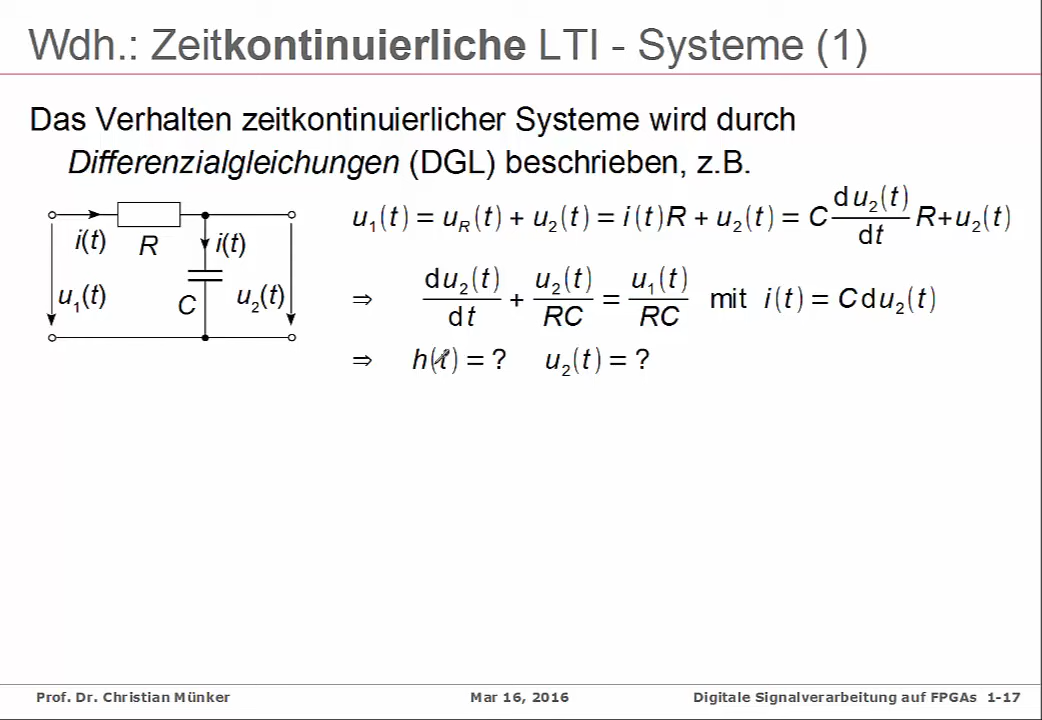 Wdh.: Zeitkontinuierliche LTI - Systeme (1)
Das Verhalten zeitkontinuierlicher Systeme wird durch
Differenzialgleichungen (DGL) beschrieben, z.B.
u₁(t) = u_R(t) + u₂(t) = i(t)R + u₂(t) = C du₂(t)/dt R+u₂(t)
i(t) R i(t)
u₁(t) C u₂(t)
⇒ du₂(t)/dt + u₂(t)/RC = u₁(t)/RC mit i(t) = C du₂(t)
⇒ h(t) = ? u₂(t) = ?
Prof. Dr. Christian Münker Mar 16, 2016 Digitale Signalverarbeitung auf FPGAs 1-17